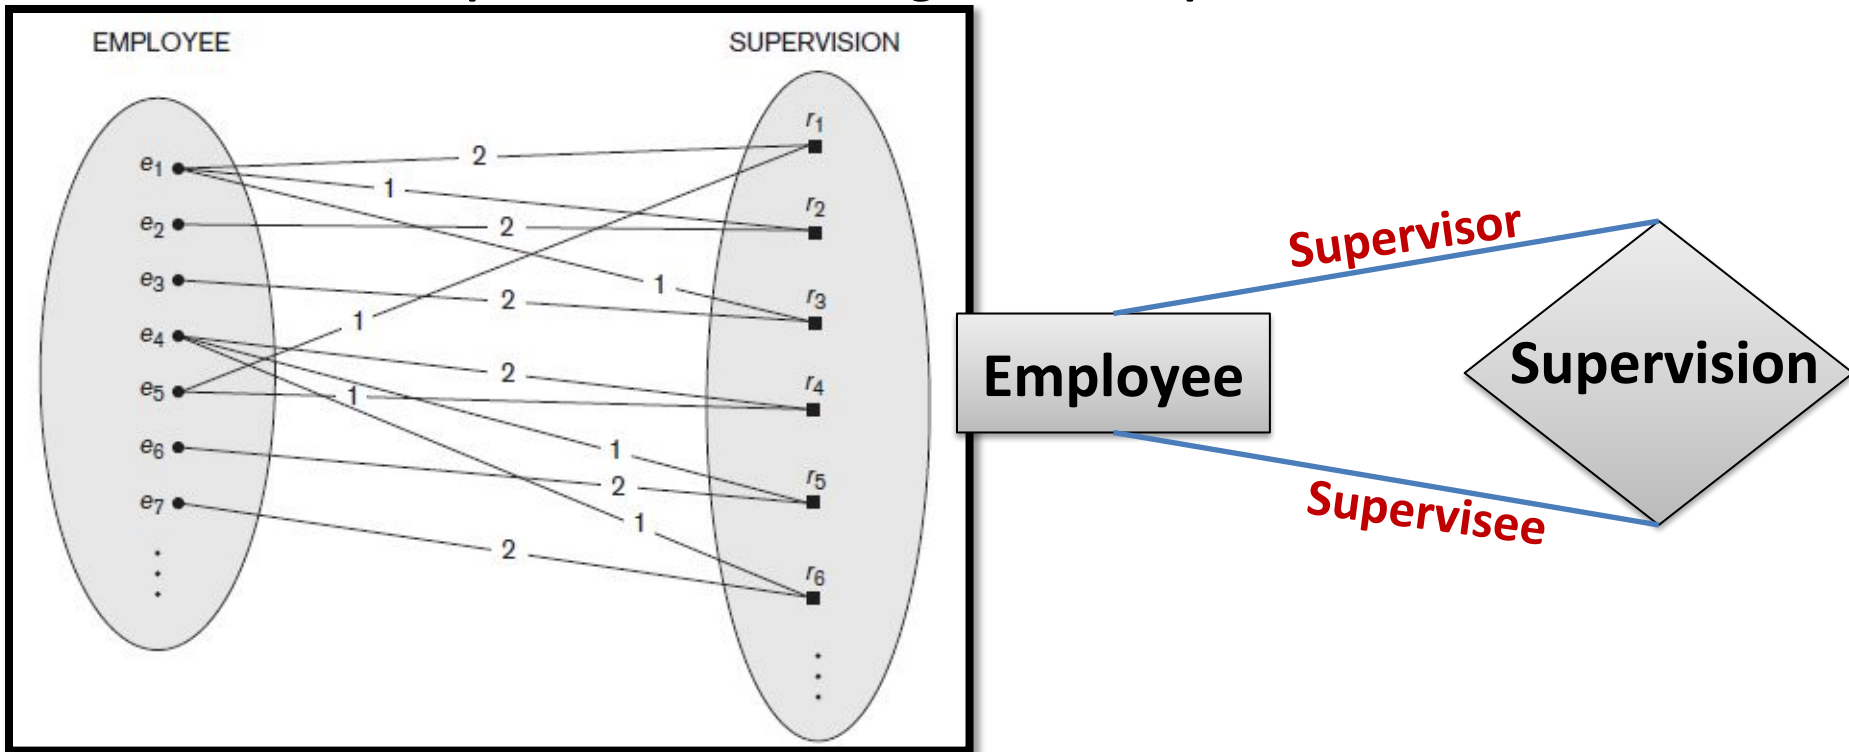 EMPLOYEE
SUPERVISION
e1
e2
e3
e4
e5
e6
e7
2
1
2
1
2
1
2
1
1
2
1
2
r1
r2
r3
r4
r5
r6
Supervisor
Employee
Supervision
Supervisee